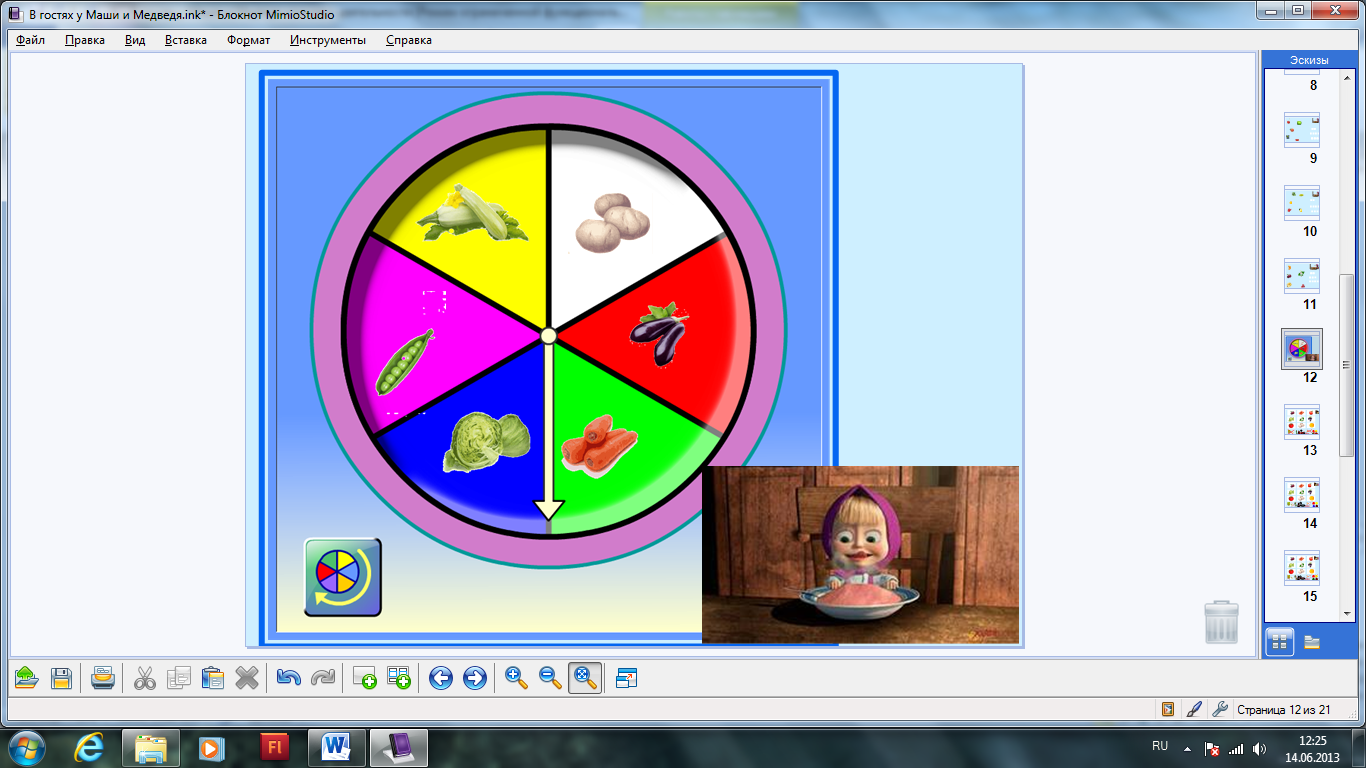 В гостях у Маши и Медведя.ink* - Блокнот MimioStudio
Файл Правка Вид Вставка Формат Инструменты Справка
Эскизы
8
9
10
11
12
13
14
15
Страница 12 из 21
Fl
W
RU
12:25
14.06.2013